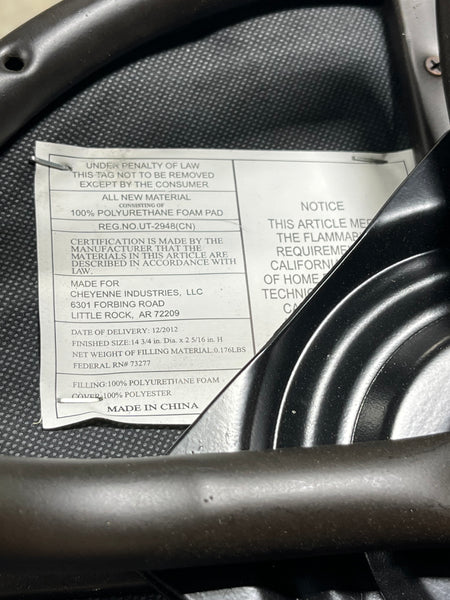 UNDER PENALTY OF LAW
THIS TAG NOT TO BE REMOVED
EXCEPT BY THE CONSUMER
ALL NEW MATERIAL
CONSISTING OF
100% POLYURETHANE FOAM PAD
REG.NO.UT-2948(CN)
CERTIFICATION IS MADE BY THE
MANUFACTURER THAT THE
MATERIALS IN THIS ARTICLE ARE
DESCRIBED IN ACCORDANCE WITH
LAW.
MADE FOR
CHEYENNE INDUSTRIES, LLC
6301 FORBING ROAD
LITTLE ROCK, AR 72209
DATE OF DELIVERY: 12/2012
FINISHED SIZE:14 3/4 in. Dia. x 2 5/16 in. H
NET WEIGHT OF FILLING MATERIAL,0.176LBS
FEDERAL RN# 73277
FILLING:100% POLYURETHANE FOAM
COVER:100% POLYESTER
MADE IN CHINA
NOTICE
THIS ARTICLE
THE
CALIFORNIA
OF HOME